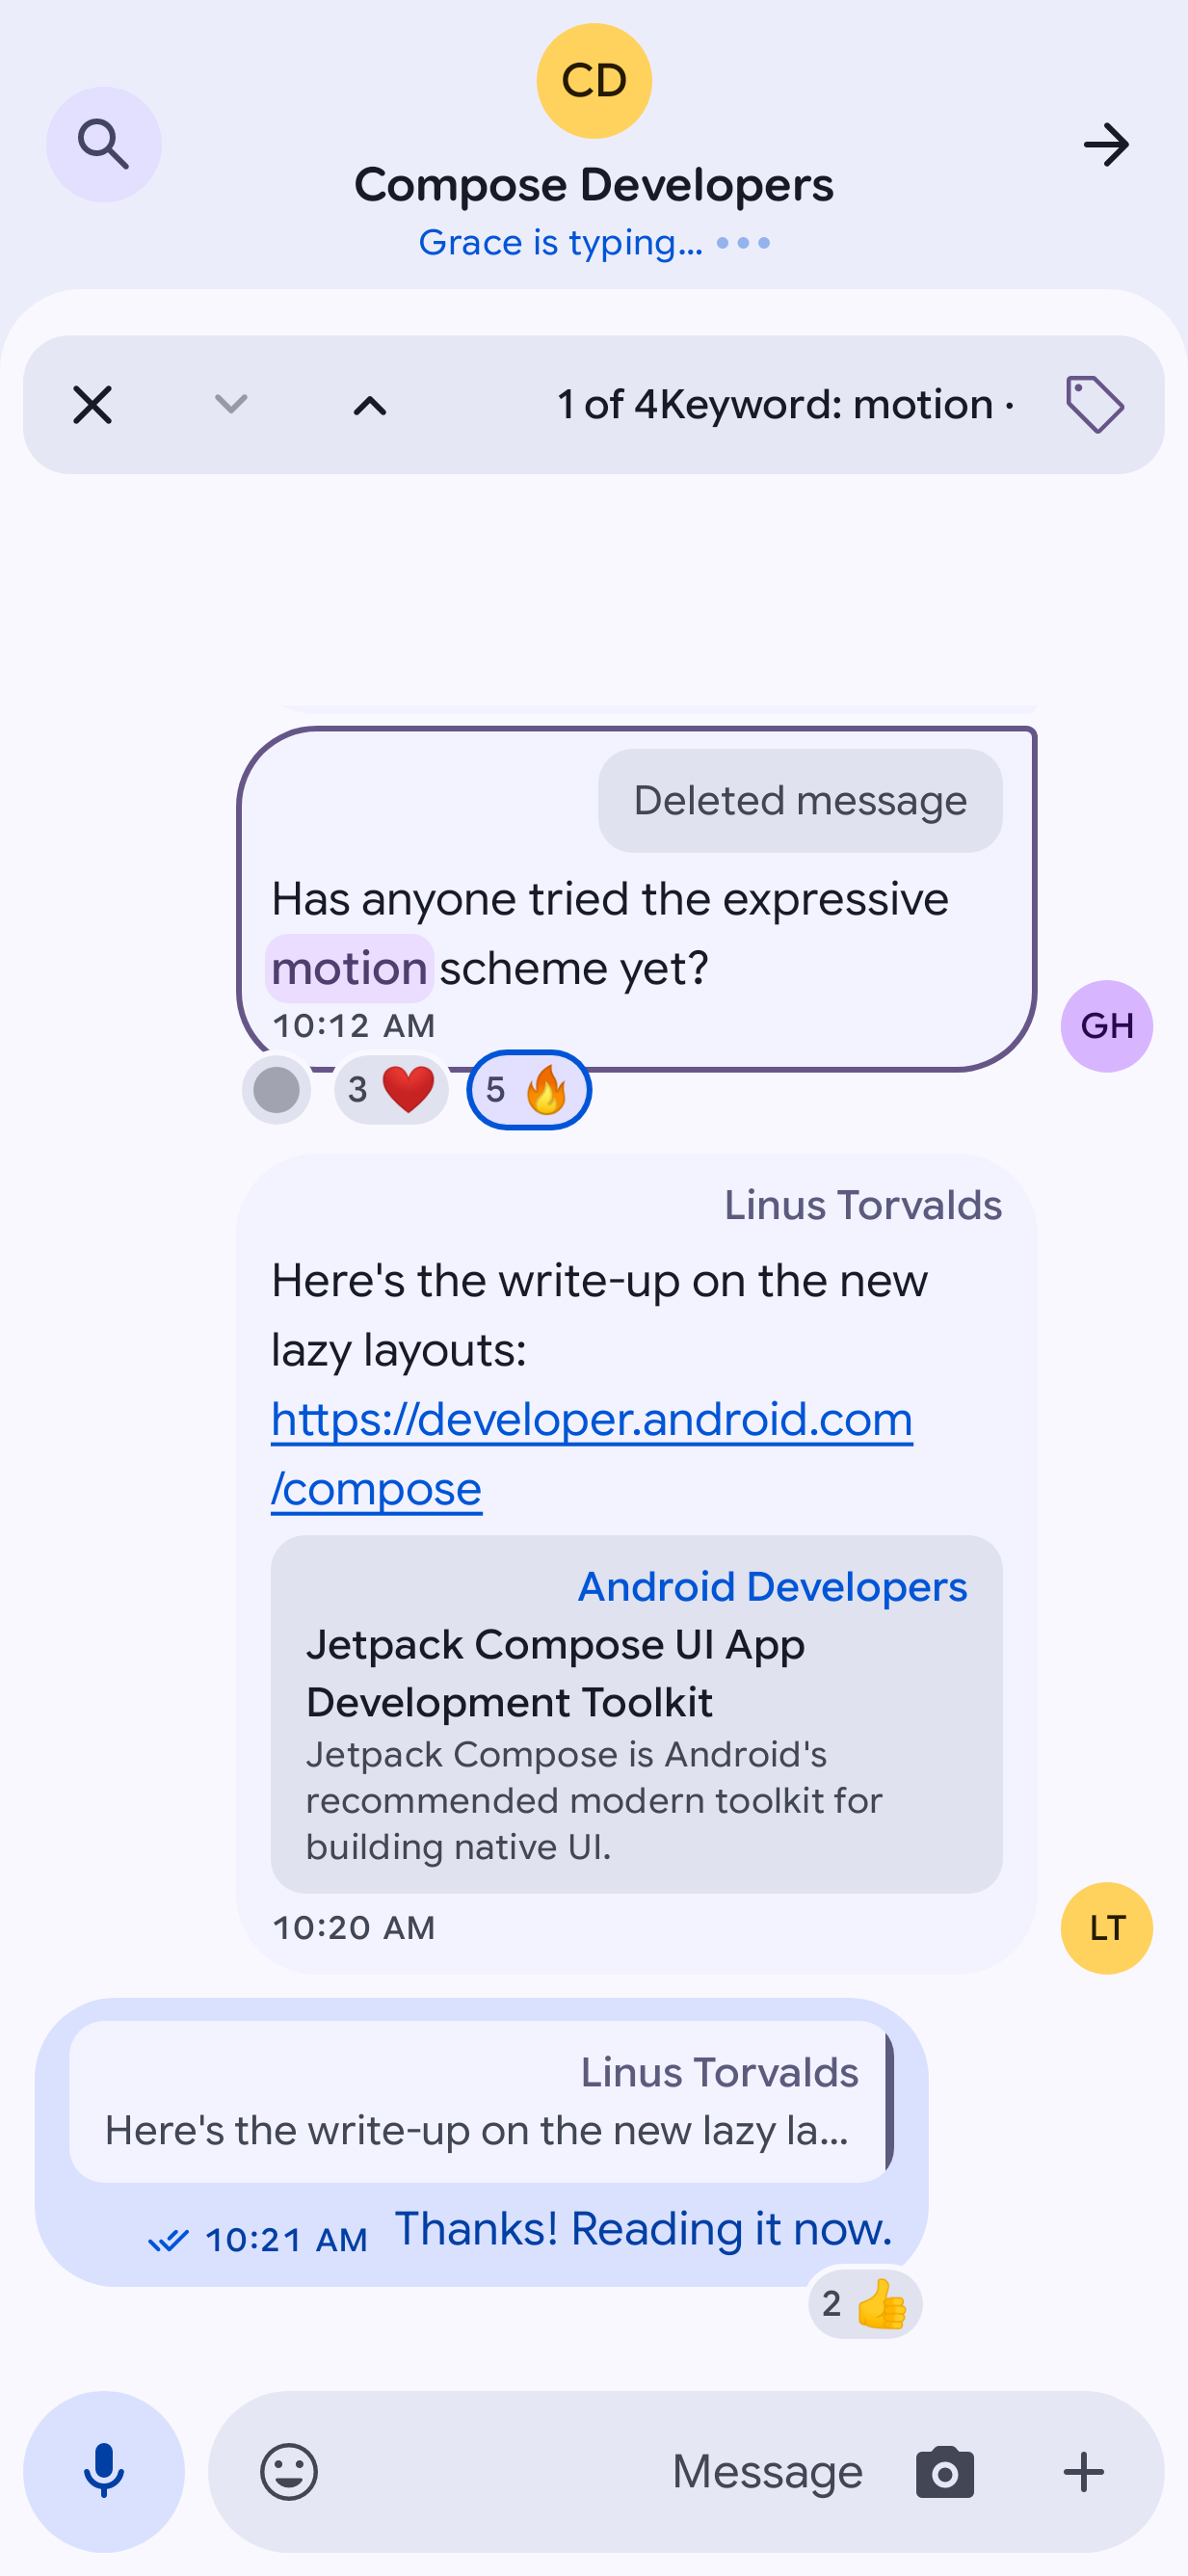 CD
Compose Developers
Grace is typing...
1 of 4Keyword: motion ·
Deleted message
Has anyone tried the expressive
motion scheme yet?
10:12 AM
GH
3 ❤️ 5 🔥
Linus Torvalds
Here's the write-up on the new
lazy layouts:
https://developer.android.com
/compose
Android Developers
Jetpack Compose UI App
Development Toolkit
Jetpack Compose is Android's
recommended modern toolkit for
building native UI.
10:20 AM
LT
Linus Torvalds
Here's the write-up on the new lazy la...
10:21 AM Thanks! Reading it now.
2 👍
Message